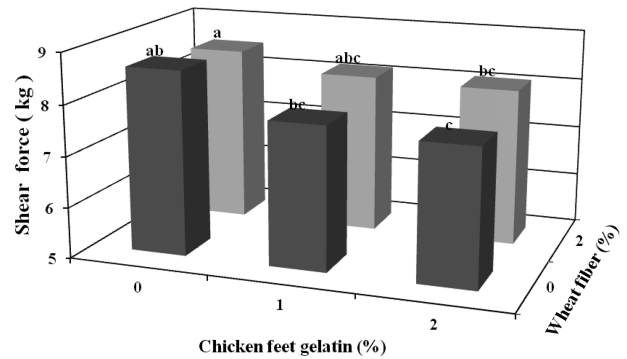 9
8
7
6
5
Shear force ( kg )
ab
a
bc
abc
c
bc
0
1
2
Chicken feet gelatin (%)
0
2
Wheat fiber (%)